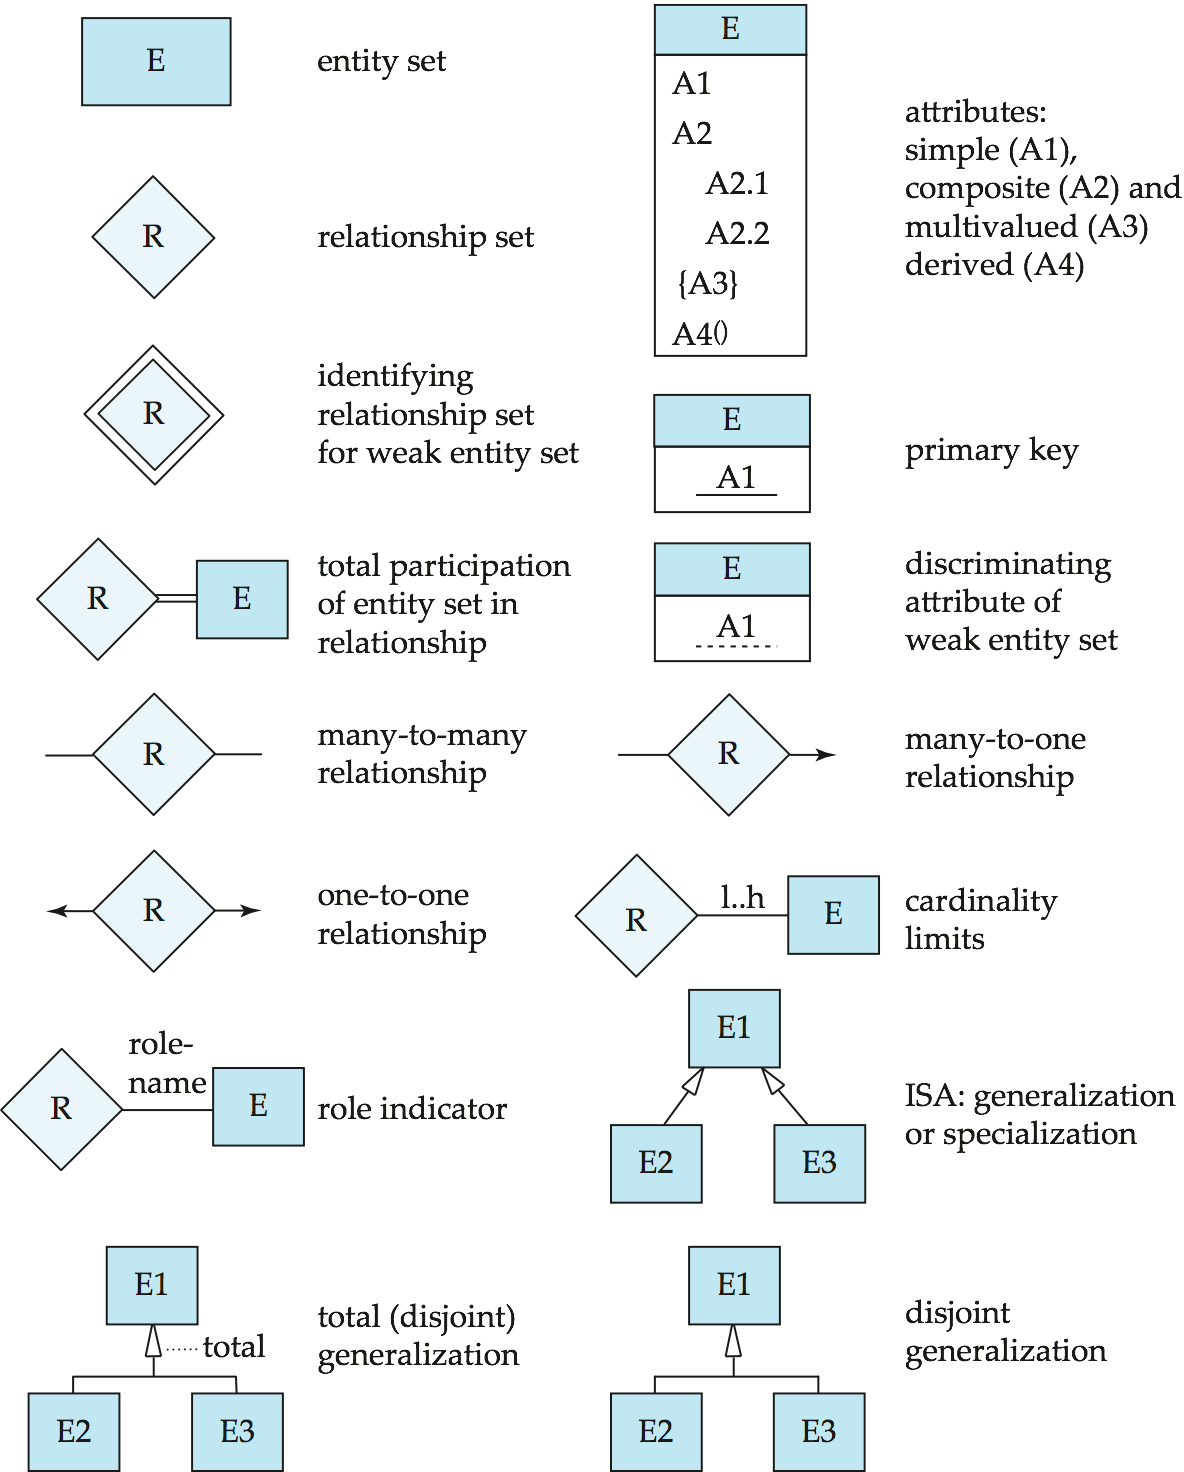 E
entity set
R
relationship set
R
identifying
relationship set
for weak entity set
R
E
total participation
of entity set in
relationship
R
many-to-many
relationship
R
one-to-one
relationship
R
role-
name
E
role indicator
E1
total
E2
E3
total (disjoint)
generalization
E
A1
A2
A2.1
A2.2
{A3}
A4()
attributes:
simple (A1),
composite (A2) and
multivalued (A3)
derived (A4)
E
A1
primary key
E
A1
discriminating
attribute of
weak entity set
R
many-to-one
relationship
R
l..h
E
cardinality
limits
E1
E2
E3
ISA: generalization
or specialization
E1
E2
E3
disjoint
generalization